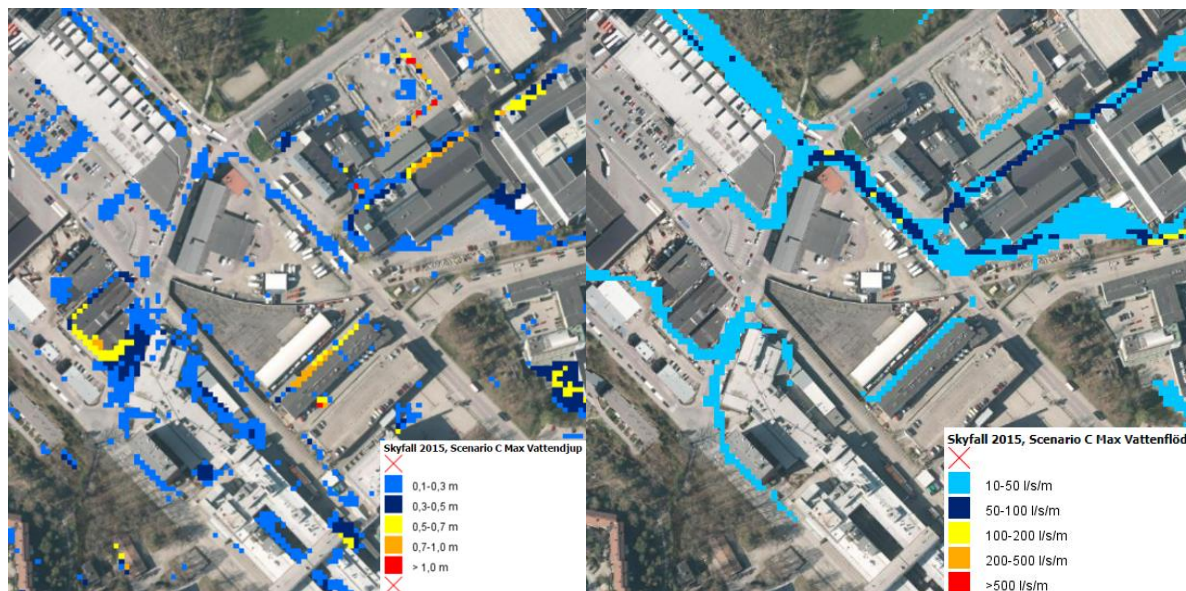 Skyfall 2015, Scenario C Max Vattendjup
0,1-0,3 m
0,3-0,5 m
0,5-0,7 m
0,7-1,0 m
> 1,0 m
Skyfall 2015, Scenario C Max Vattenflöd
10-50 l/s/m
50-100 l/s/m
100-200 l/s/m
200-500 l/s/m
>500 l/s/m